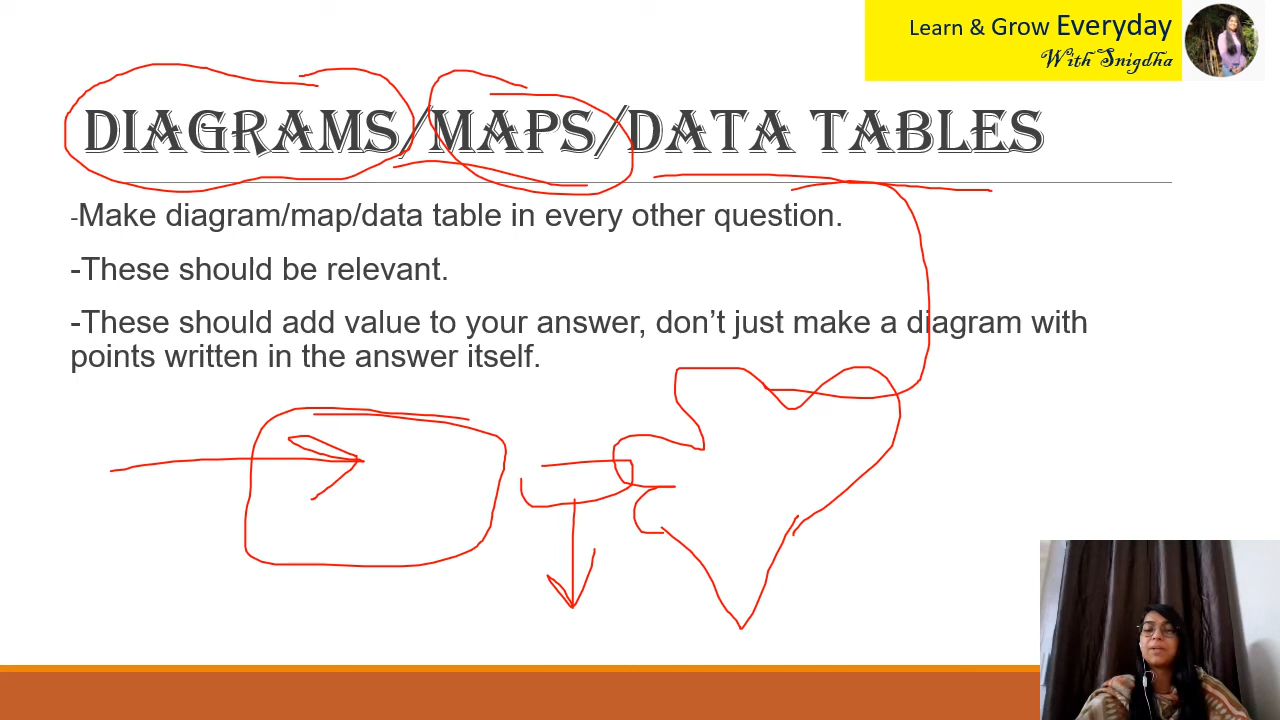 Learn & Grow Everyday
With Snigdha
DIAGRAMS/MAPS/DATA TABLES
-Make diagram/map/data table in every other question.
-These should be relevant.
-These should add value to your answer, don’t just make a diagram with
points written in the answer itself.